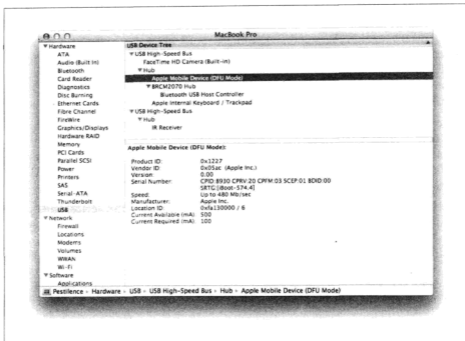 MacBook Pro
Hardware
ATA
Audio (Built In)
Bluetooth
Card Reader
Diagnostics
Disc Burning
Ethernet Cards
Fibre Channel
FireWire
Graphics/Displays
Hardware RAID
Memory
PCI Cards
Parallel SCSI
Power
Printers
SAS
Serial-ATA
Thunderbolt
USB
Network
Firewall
Locations
Modems
Volumes
WWAN
Wi-Fi
Software
Applications
USB Device Tree
USB High-Speed Bus
FaceTime HD Camera (Built-in)
Hub
Apple Mobile Device (DFU Mode)
BRCM2070 Hub
Bluetooth USB Host Controller
Apple Internal Keyboard / Trackpad
USB High-Speed Bus
Hub
IR Receiver
Apple Mobile Device (DFU Mode):
Product ID: 0x1227
Vendor ID: 0x05at (Apple Inc.)
Version 0.00
Serial Number: CPID:8930 CPRV:20 CPFM:03 SCEP:01 BDID:00
SRTG:[iBoot-574.4]
Speed Up to 480 Mb/sec
Manufacturer: Apple Inc.
Location ID: 0xfa130000 / 6
Current Available (mA) 500
Current Required (mA) 100
Pestilence › Hardware › USB › USB High-Speed Bus › Hub › Apple Mobile Device (DFU Mode)